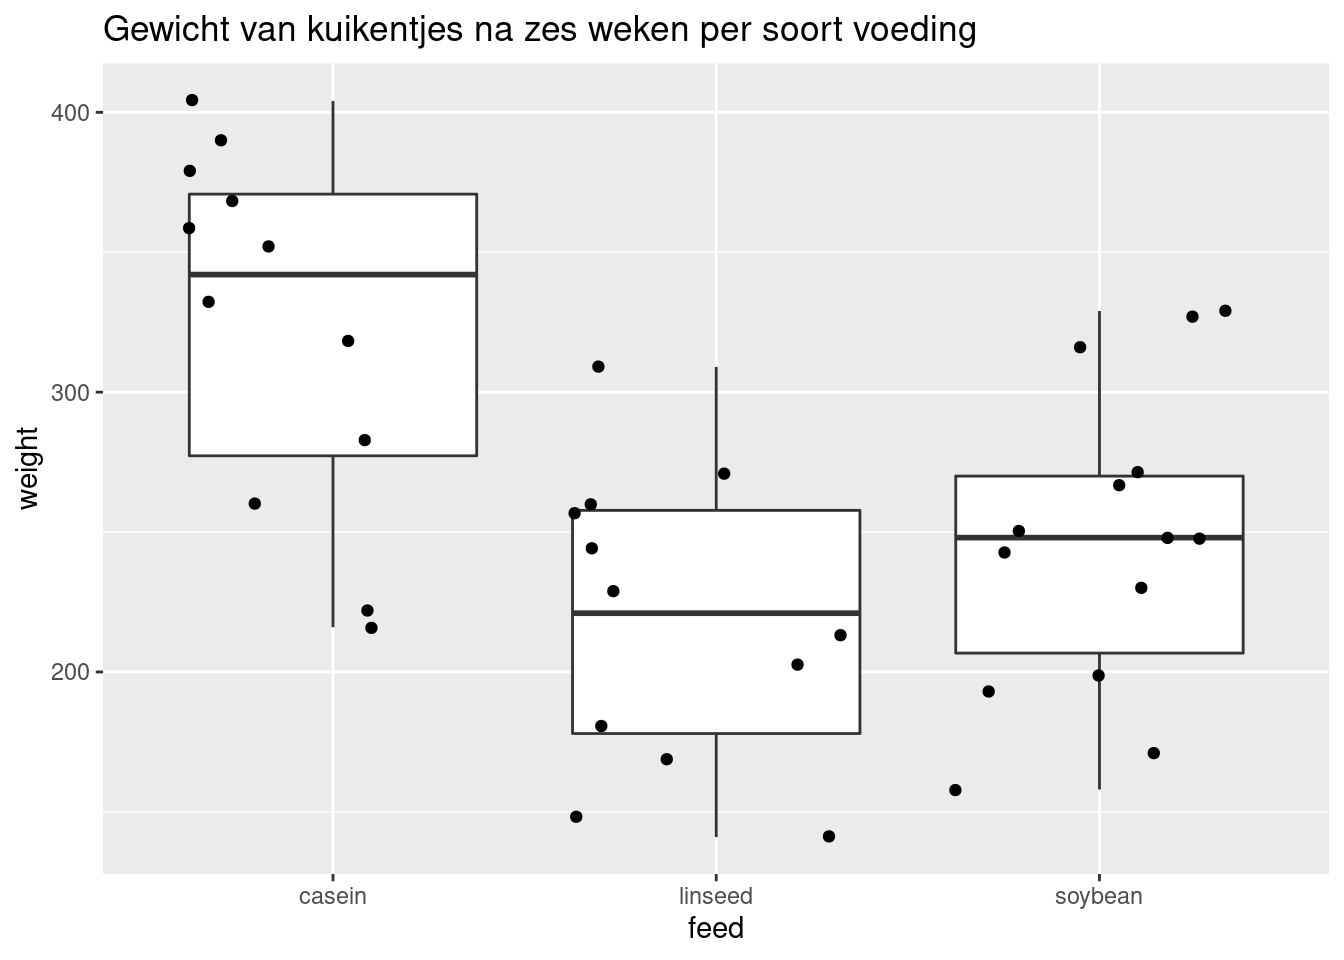 Gewicht van kuikentjes na zes weken per soort voeding
400
300
200
weight
casein
linseed
soybean
feed